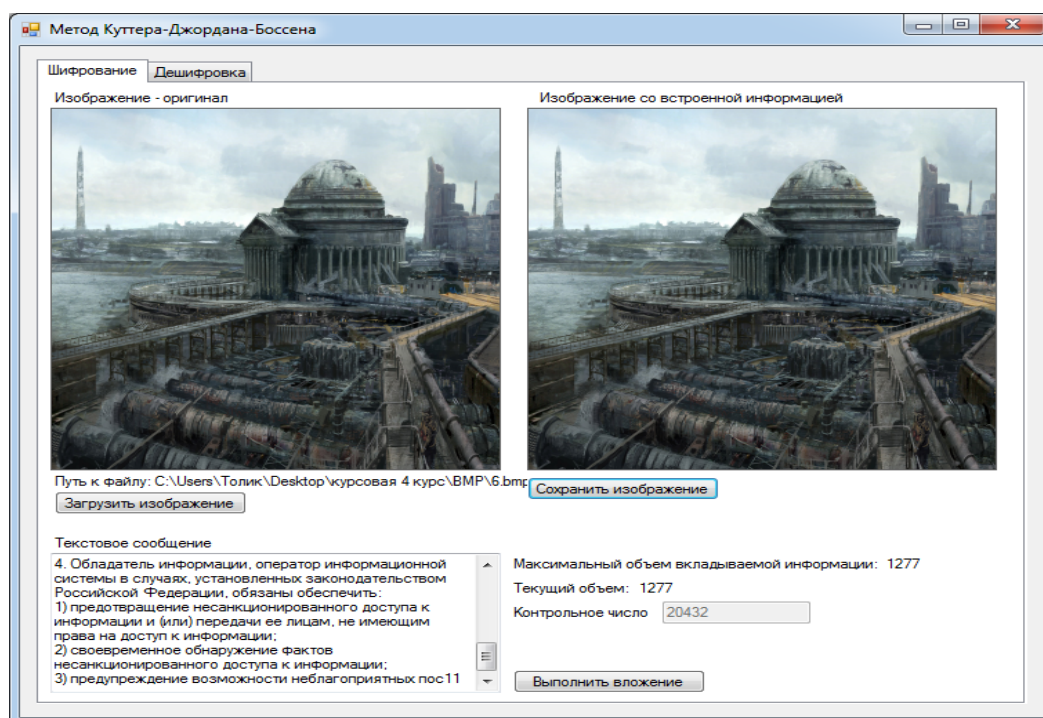 Метод Куттера-Джордана-Боссена
Шифрование
Дешифровка
Изображение - оригинал
Изображение со встроенной информацией
Путь к файлу: C:\Users\Толик\Desktop\курсовая 4 курс\BMP\6.bmp
Сохранить изображение
Загрузить изображение
Текстовое сообщение
4. Обладатель информации, оператор информационной
системы в случаях, установленных законодательством
Российской Федерации, обязаны обеспечить:
1) предотвращение несанкционированного доступа к
информации и (или) передачи ее лицам, не имеющим
права на доступ к информации;
2) своевременное обнаружение фактов
несанкционированного доступа к информации;
3) предупреждение возможности неблагоприятных пос11
Максимальный объем вкладываемой информации: 1277
Текущий объем: 1277
Контрольное число 20432
Выполнить вложение